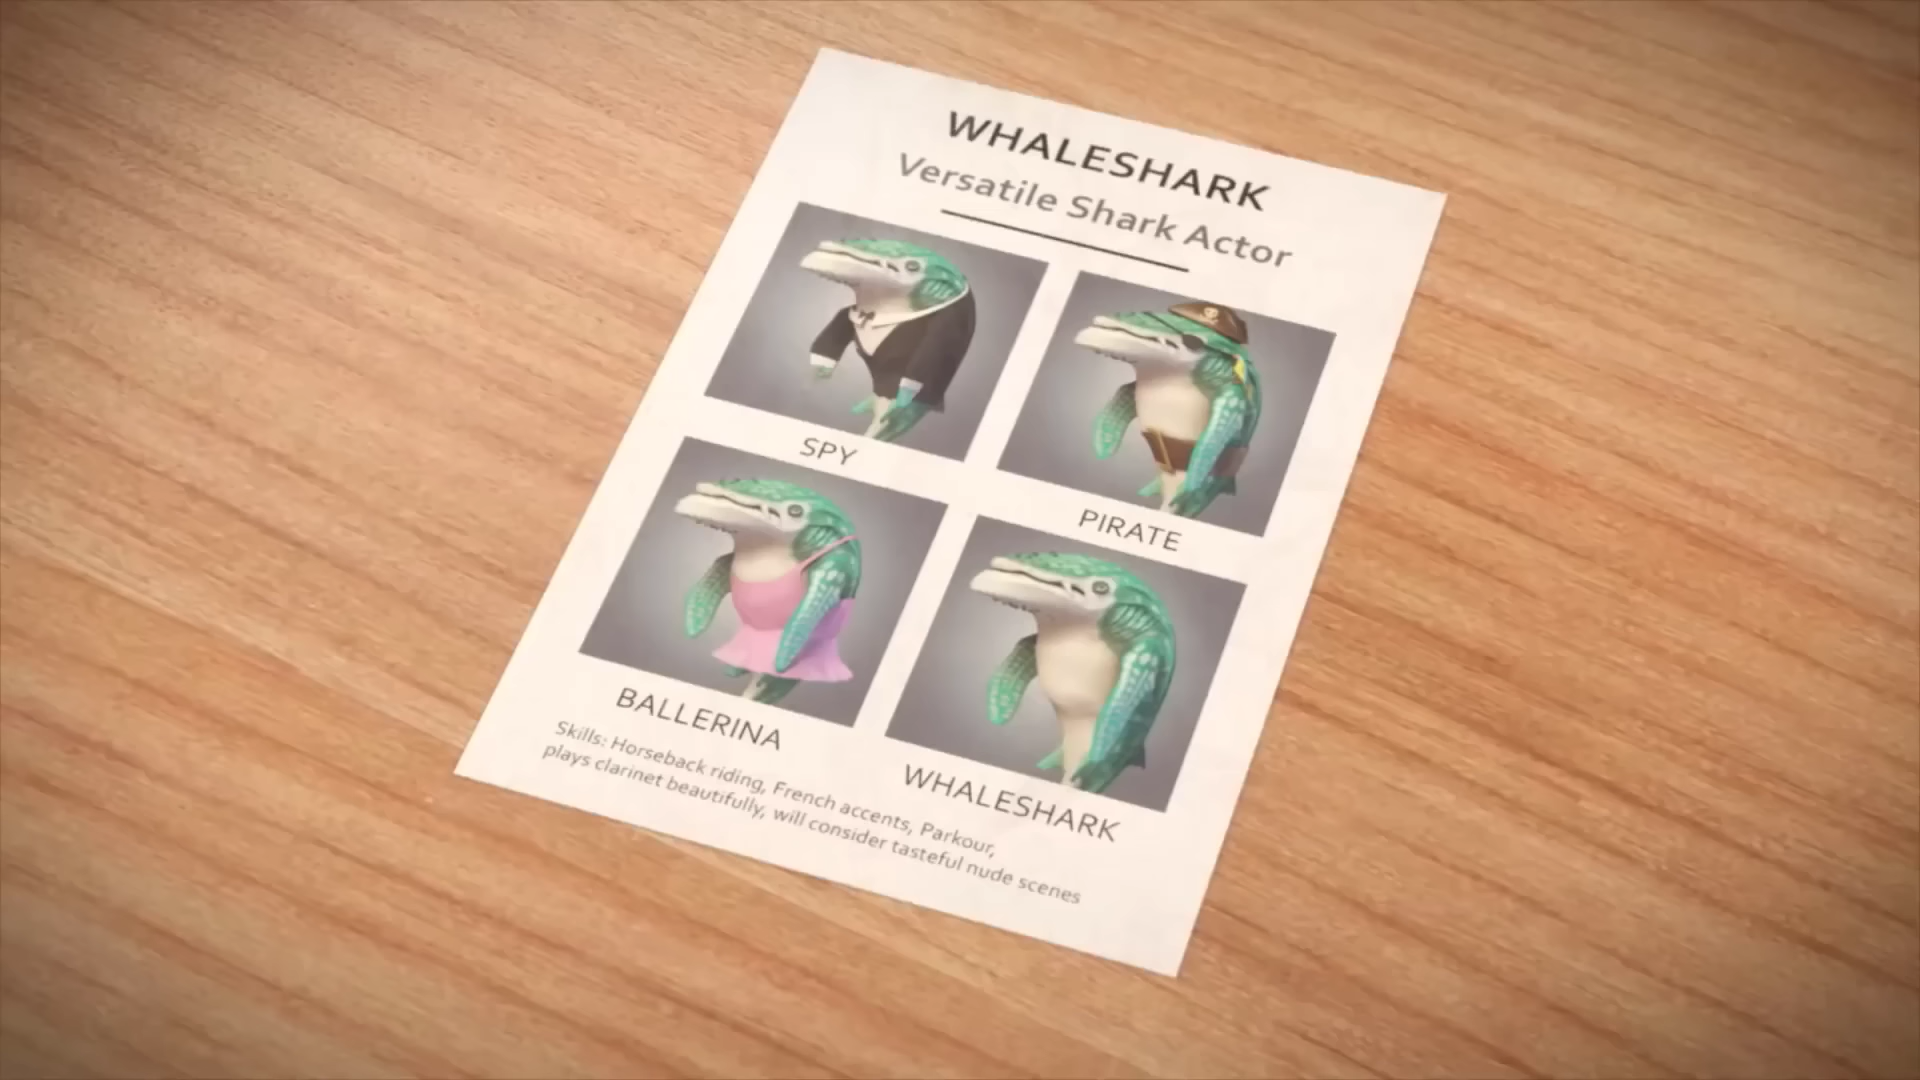 WHALESHARK
Versatile Shark Actor
SPY
PIRATE
BALLERINA
WHALESHARK
Skills: Horseback riding, French accents, Parkour,
plays clarinet beautifully, will consider tasteful nude scenes